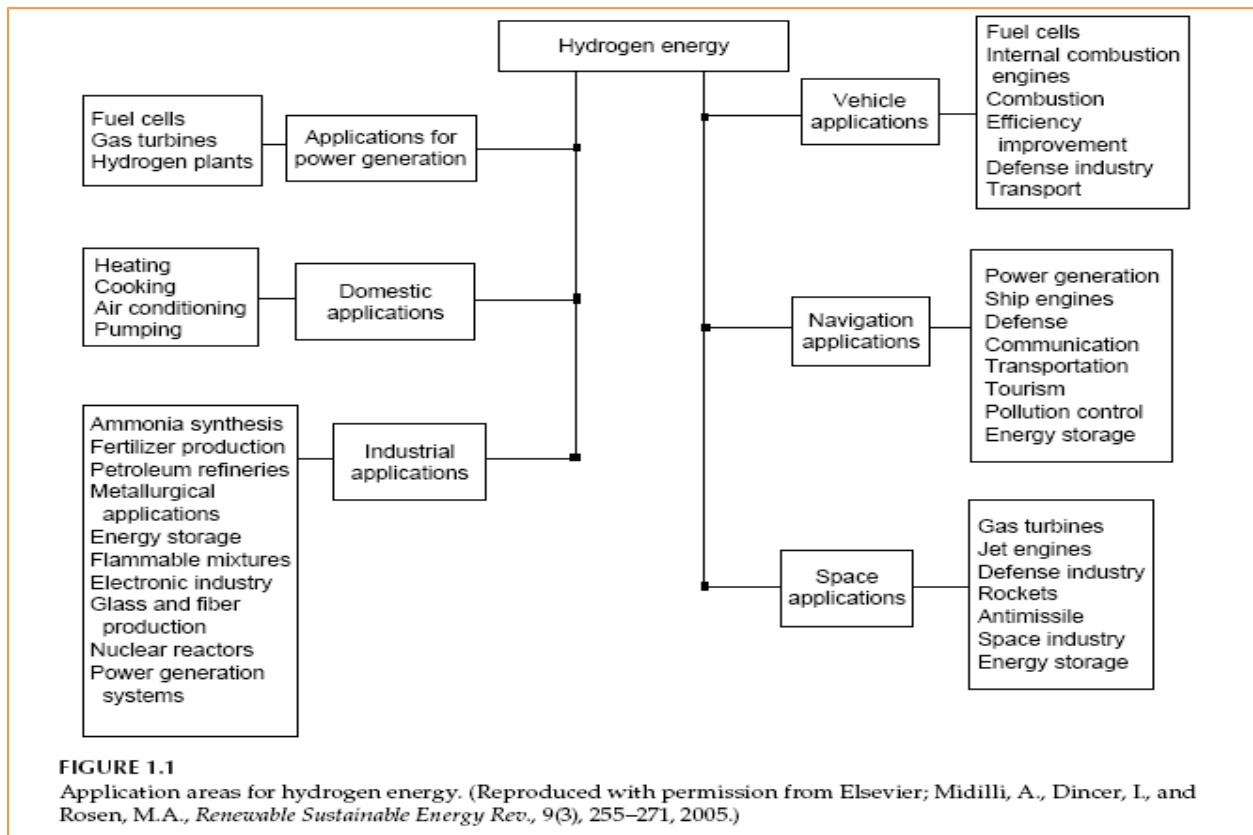 Hydrogen energy
Fuel cells
Gas turbines
Hydrogen plants
Applications for
power generation
Heating
Cooking
Air conditioning
Pumping
Domestic
applications
Ammonia synthesis
Fertilizer production
Petroleum refineries
Metallurgical
applications
Energy storage
Flammable mixtures
Electronic industry
Glass and fiber
production
Nuclear reactors
Power generation
systems
Industrial
applications
Vehicle
applications
Fuel cells
Internal combustion
engines
Combustion
Efficiency
improvement
Defense industry
Transport
Navigation
applications
Power generation
Ship engines
Defense
Communication
Transportation
Tourism
Pollution control
Energy storage
Space
applications
Gas turbines
Jet engines
Defense industry
Rockets
Antimissile
Space industry
Energy storage
FIGURE 1.1
Application areas for hydrogen energy. (Reproduced with permission from Elsevier; Midilli, A., Dincer, I., and
Rosen, M.A., Renewable Sustainable Energy Rev., 9(3), 255–271, 2005.)